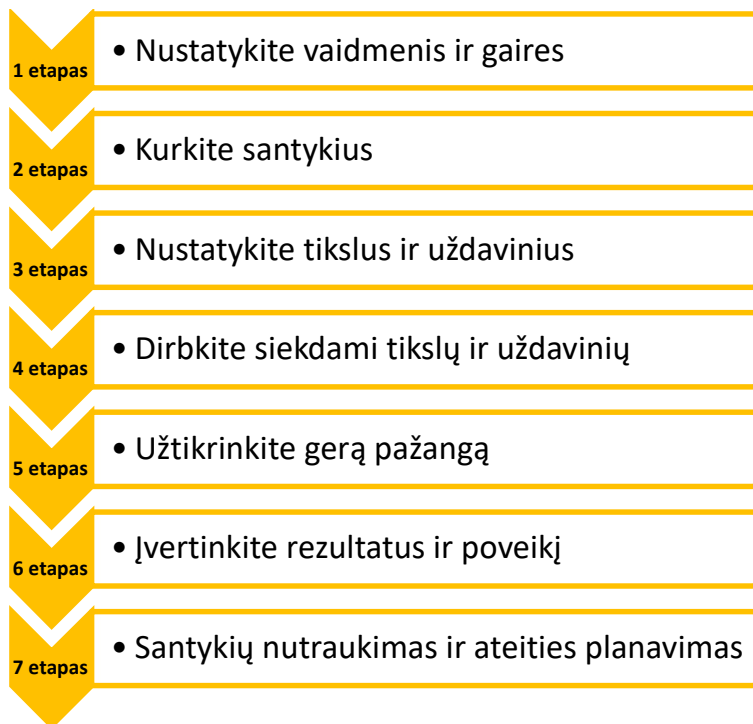 1 etapas
• Nustatykite vaidmenis ir gaires
2 etapas
• Kurkite santykius
3 etapas
• Nustatykite tikslus ir uždavinius
4 etapas
• Dirbkite siekdami tikslų ir uždavinių
5 etapas
• Užtikrinkite gerą pažangą
6 etapas
• Įvertinkite rezultatus ir poveikį
7 etapas
• Santykių nutraukimas ir ateities planavimas